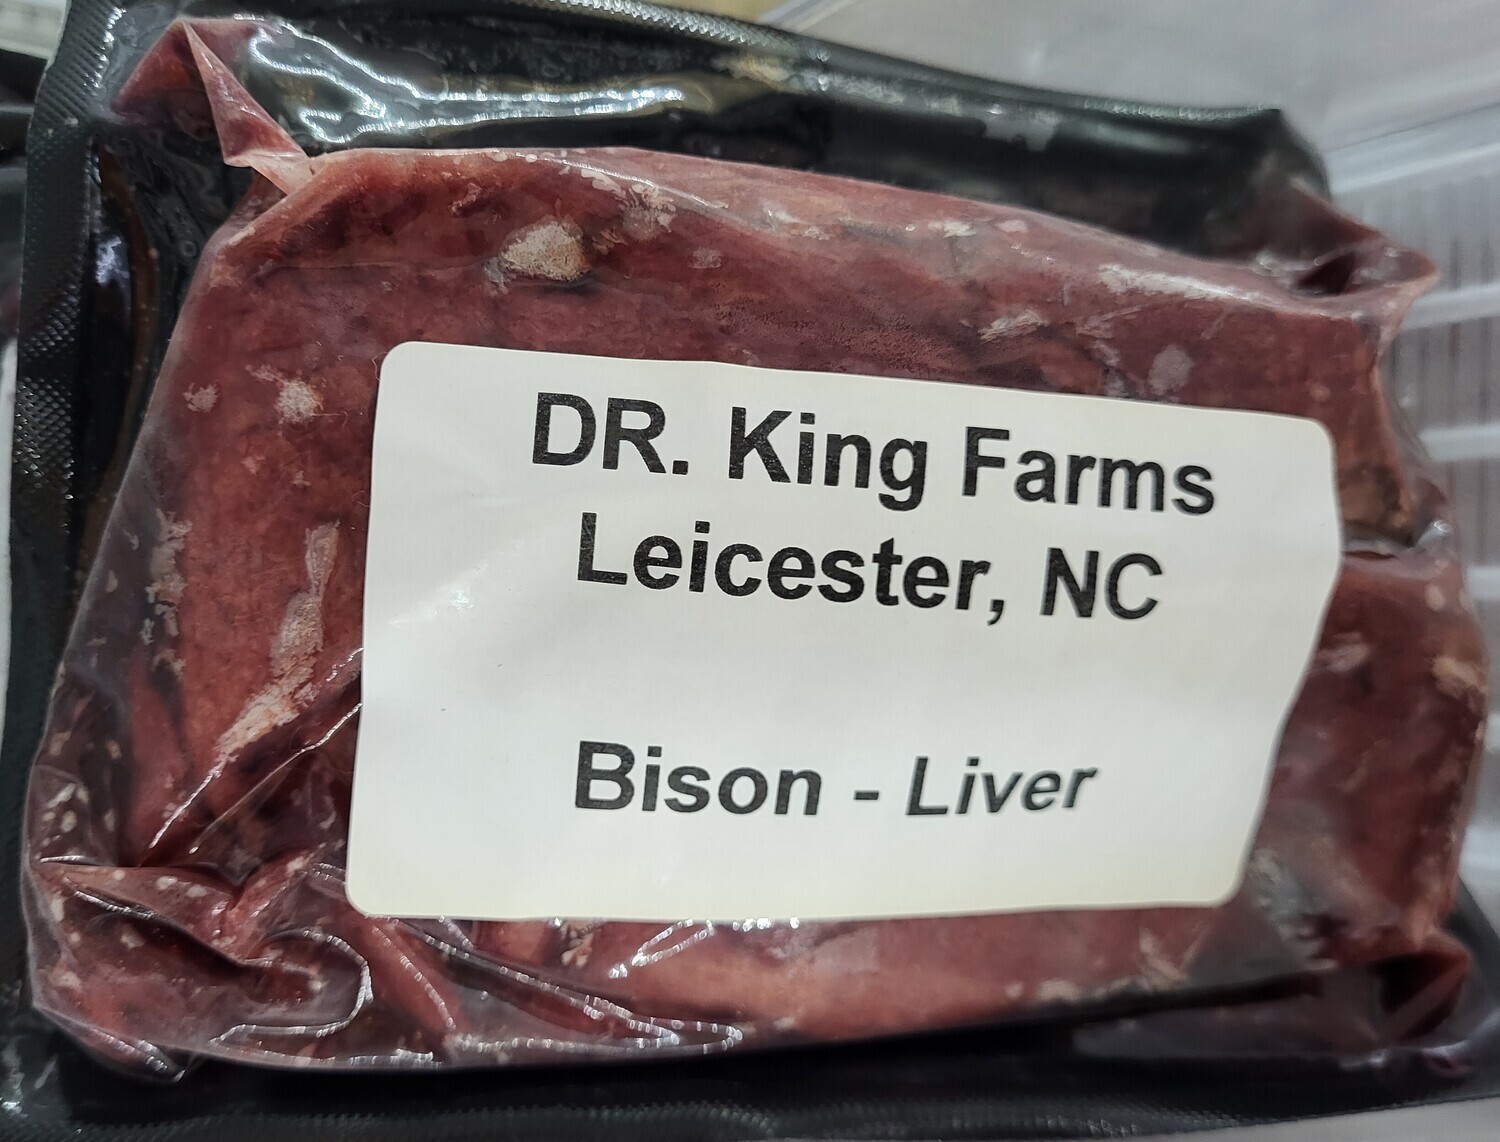 DR. King Farms
Leicester, NC
Bison - Liver